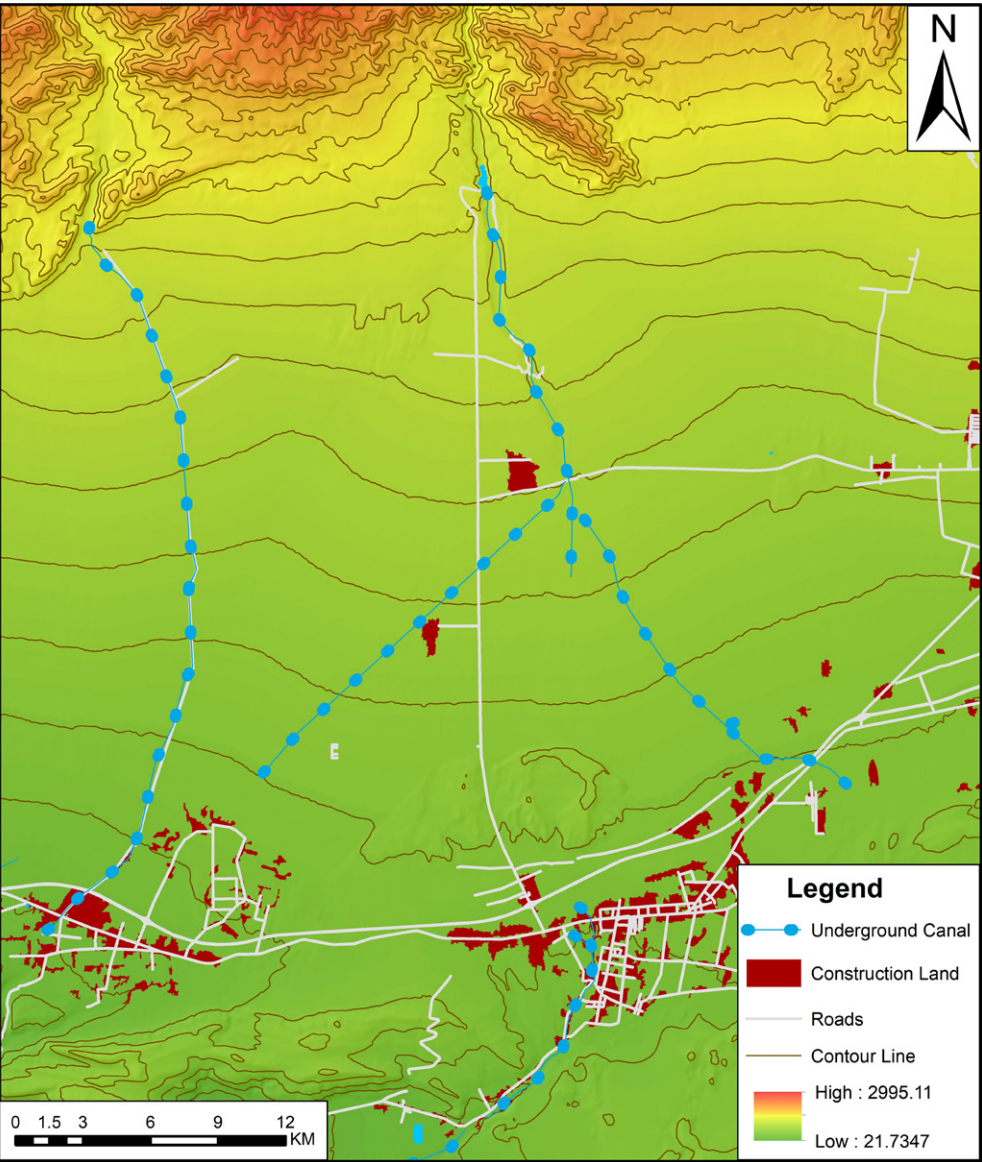 N
Legend
Underground Canal
Construction Land
Roads
Contour Line
High : 2995.11
Low : 21.7347
0 1.5 3 6 9 12
KM